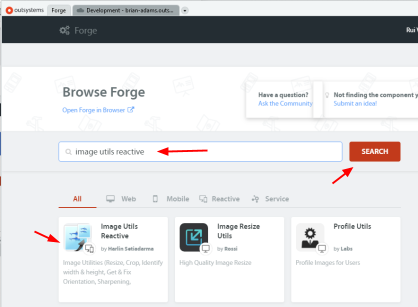 outsystems Forge Development - brian-adams.outs...
Forge
Rui
Browse Forge
Open Forge in Browser
Have a question?
Ask the Community
Not finding the component y
Submit an idea!
image utils reactive
SEARCH
All Web Mobile Reactive Service
Image Utils
Reactive
by Harlin Setiadarma
Image Utilities (Resize, Crop, Identify
width & height, Get & Fix
Orientation, Sharpening,
Image Resize
Utils
by Rossi
High Quality Image Resize
Profile Utils
by Labs
Profile Images for Users